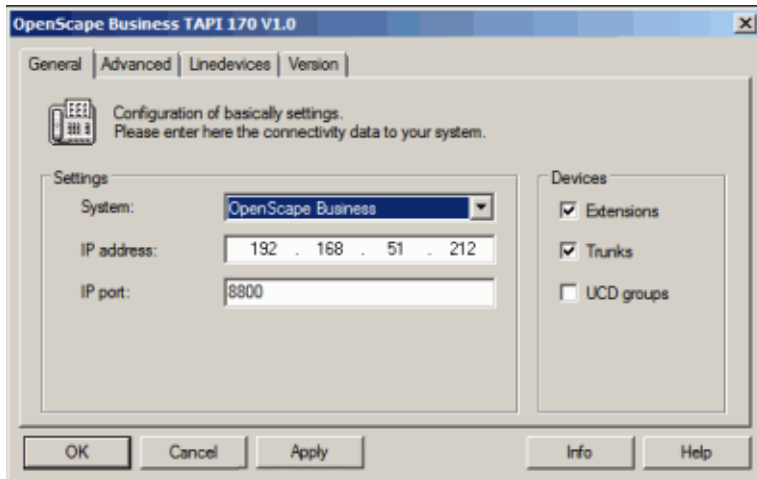 OpenScape Business TAPI 170 V1.0
General Advanced Linedevices Version
Configuration of basically settings.
Please enter here the connectivity data to your system.
Settings
System: OpenScape Business
IP address: 192 . 168 . 51 . 212
IP port: 8800
Devices
Extensions
Trunks
UCD groups
OK Cancel Apply Info Help